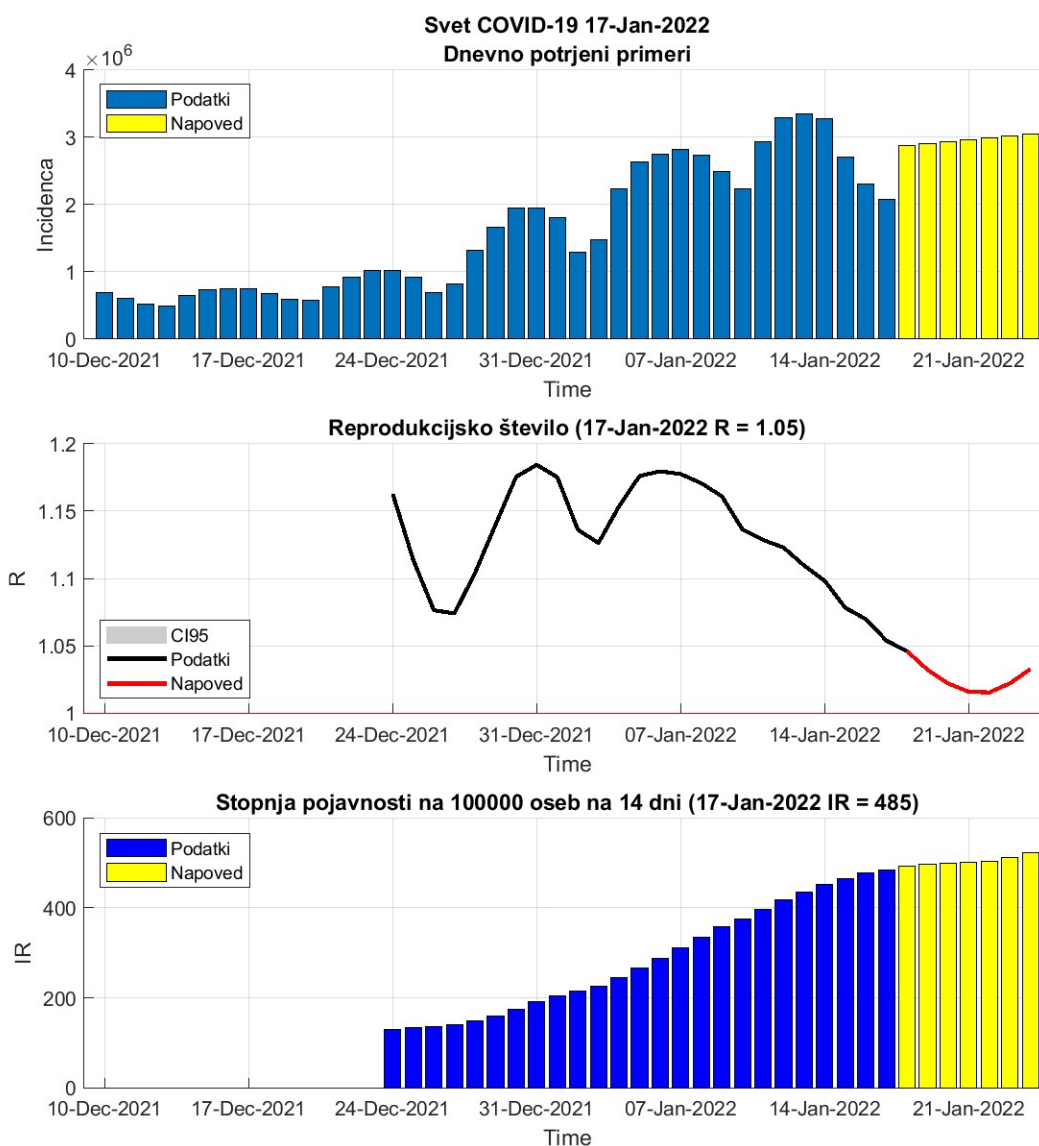 Svet COVID-19 17-Jan-2022
Dnevno potrjeni primeri
×10⁶
4
3
2
1
0
Incidenca
Podatki
Napoved
10-Dec-2021 17-Dec-2021 24-Dec-2021 31-Dec-2021 07-Jan-2022 14-Jan-2022 21-Jan-2022
Time
Reprodukcijsko število (17-Jan-2022 R = 1.05)
1.2
1.15
1.1
1.05
1
R
CI95
Podatki
Napoved
10-Dec-2021 17-Dec-2021 24-Dec-2021 31-Dec-2021 07-Jan-2022 14-Jan-2022 21-Jan-2022
Time
Stopnja pojavnosti na 100000 oseb na 14 dni (17-Jan-2022 IR = 485)
600
400
200
0
IR
Podatki
Napoved
10-Dec-2021 17-Dec-2021 24-Dec-2021 31-Dec-2021 07-Jan-2022 14-Jan-2022 21-Jan-2022
Time